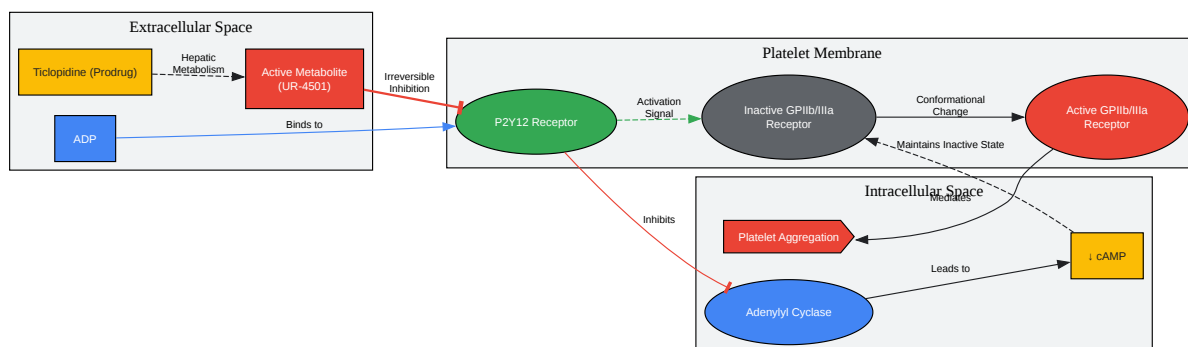 Extracellular Space
Ticlopidine (Prodrug)
Hepatic
Metabolism
Active Metabolite
(UR-4501)
Irreversible
Inhibition
ADP
Binds to
Platelet Membrane
P2Y12 Receptor
Activation
Signal
Inactive GPIIb/IIIa
Receptor
Conformational
Change
Active GPIIb/IIIa
Receptor
Maintains Inactive State
Intracellular Space
Mediates
Inhibits
Platelet Aggregation
↓ cAMP
Leads to
Adenylyl Cyclase